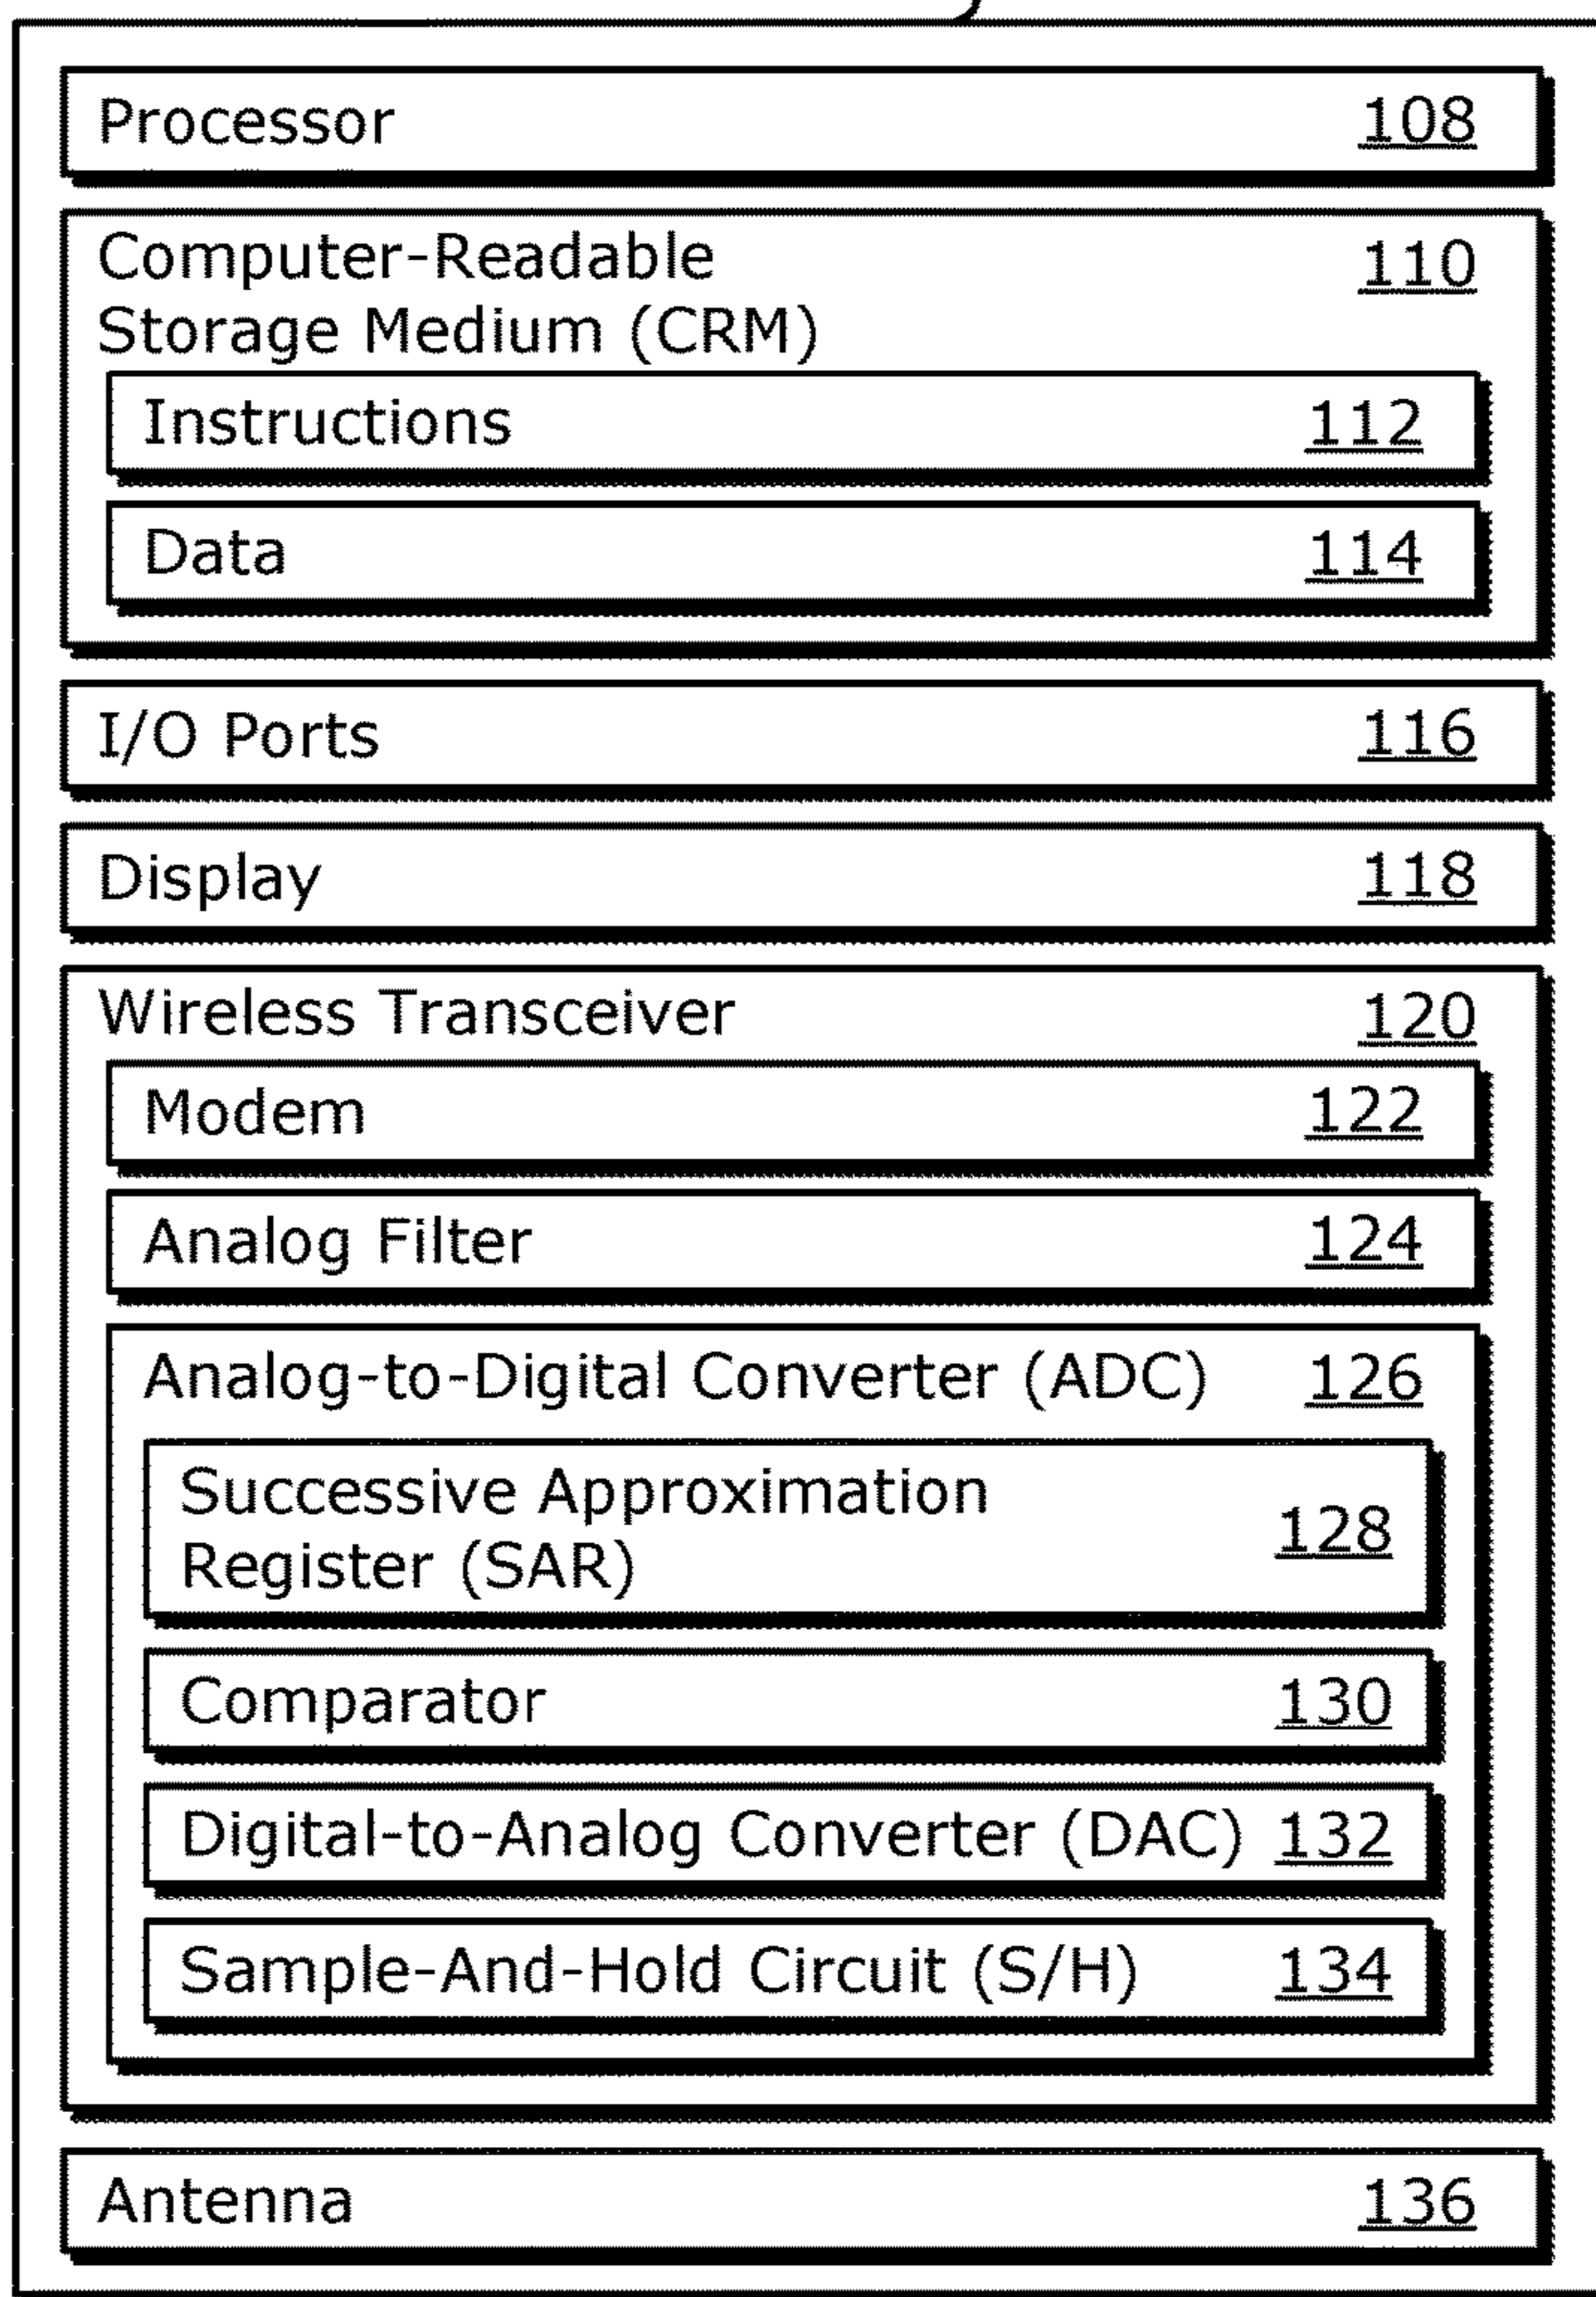 Processor 108
Computer-Readable 110
Storage Medium (CRM)
Instructions 112
Data 114
I/O Ports 116
Display 118
Wireless Transceiver 120
Modem 122
Analog Filter 124
Analog-to-Digital Converter (ADC) 126
Successive Approximation
Register (SAR) 128
Comparator 130
Digital-to-Analog Converter (DAC) 132
Sample-And-Hold Circuit (S/H) 134
Antenna 136